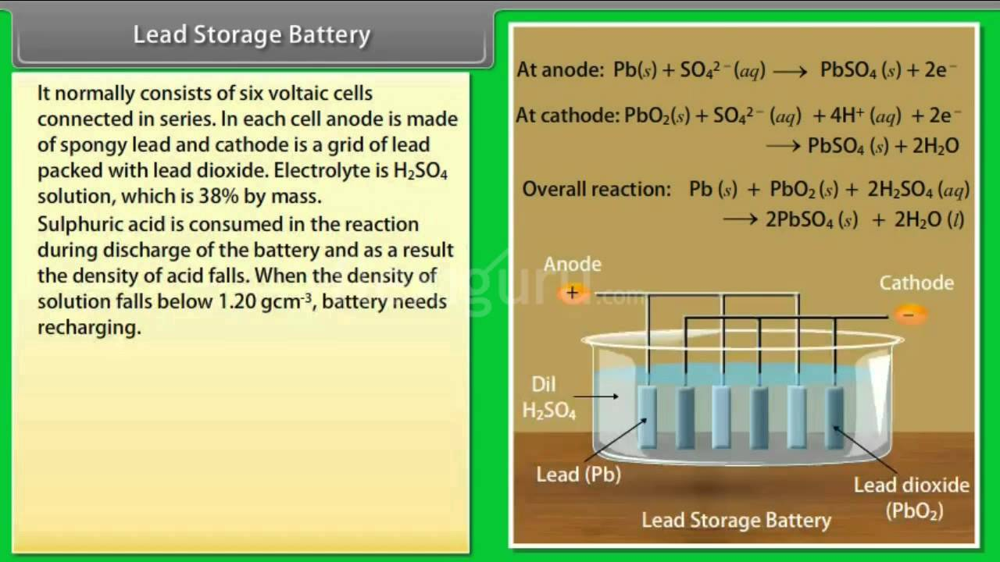 Lead Storage Battery
It normally consists of six voltaic cells
connected in series. In each cell anode is made
of spongy lead and cathode is a grid of lead
packed with lead dioxide. Electrolyte is H₂SO₄
solution, which is 38% by mass.
Sulphuric acid is consumed in the reaction
during discharge of the battery and as a result
the density of acid falls. When the density of
solution falls below 1.20 gcm⁻³, battery needs
recharging.
At anode: Pb(s) + SO₄²⁻ (aq) ⟶ PbSO₄ (s) + 2e⁻
At cathode: PbO₂(s) + SO₄²⁻ (aq) + 4H⁺ (aq) + 2e⁻
⟶ PbSO₄ (s) + 2H₂O
Overall reaction: Pb (s) + PbO₂ (s) + 2H₂SO₄ (aq)
⟶ 2PbSO₄ (s) + 2H₂O (l)
Anode
+
Cathode
−
Dil
H₂SO₄
Lead (Pb)
Lead dioxide
(PbO₂)
Lead Storage Battery